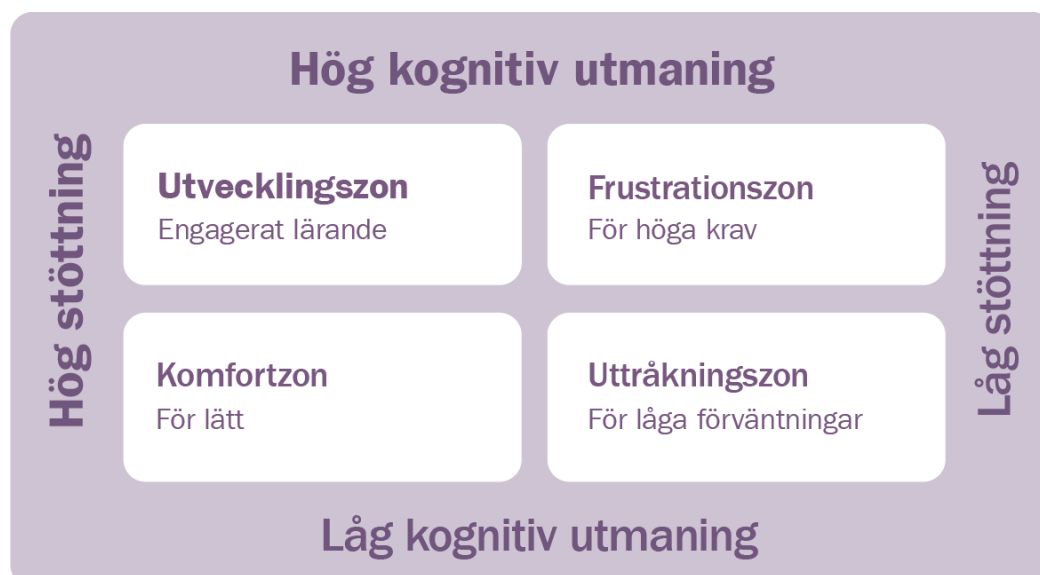 Hög kognitiv utmaning
Hög stöttning
Utvecklingszon
Engagerat lärande
Frustrationszon
För höga krav
Låg stöttning
Komfortzon
För lätt
Uttråkningszon
För låga förväntningar
Låg kognitiv utmaning